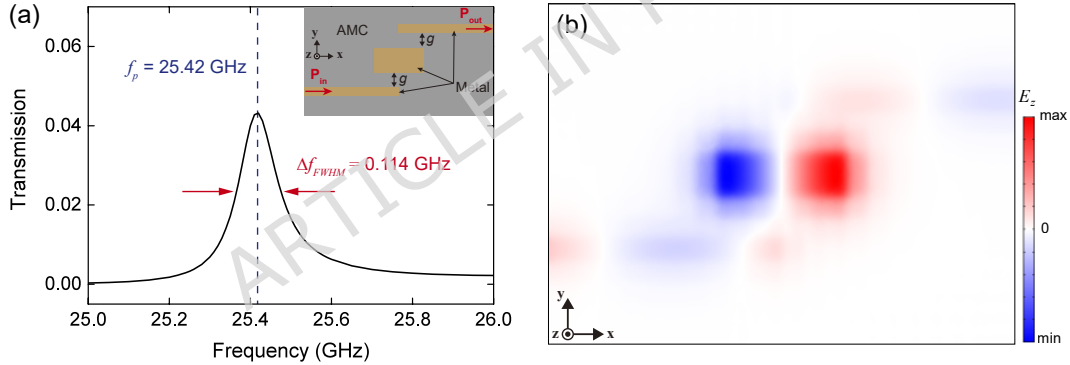 (a)
0.06
0.04
0.02
0.00
Transmission
25.0 25.2 25.4 25.6 25.8 26.0
Frequency (GHz)
f_p = 25.42 GHz
Δf_FWHM = 0.114 GHz
AMC
P_out
P_in
g
g
Metal
y
z x
(b)
E_z
max
0
min
y
z x
ARTICLE IN P